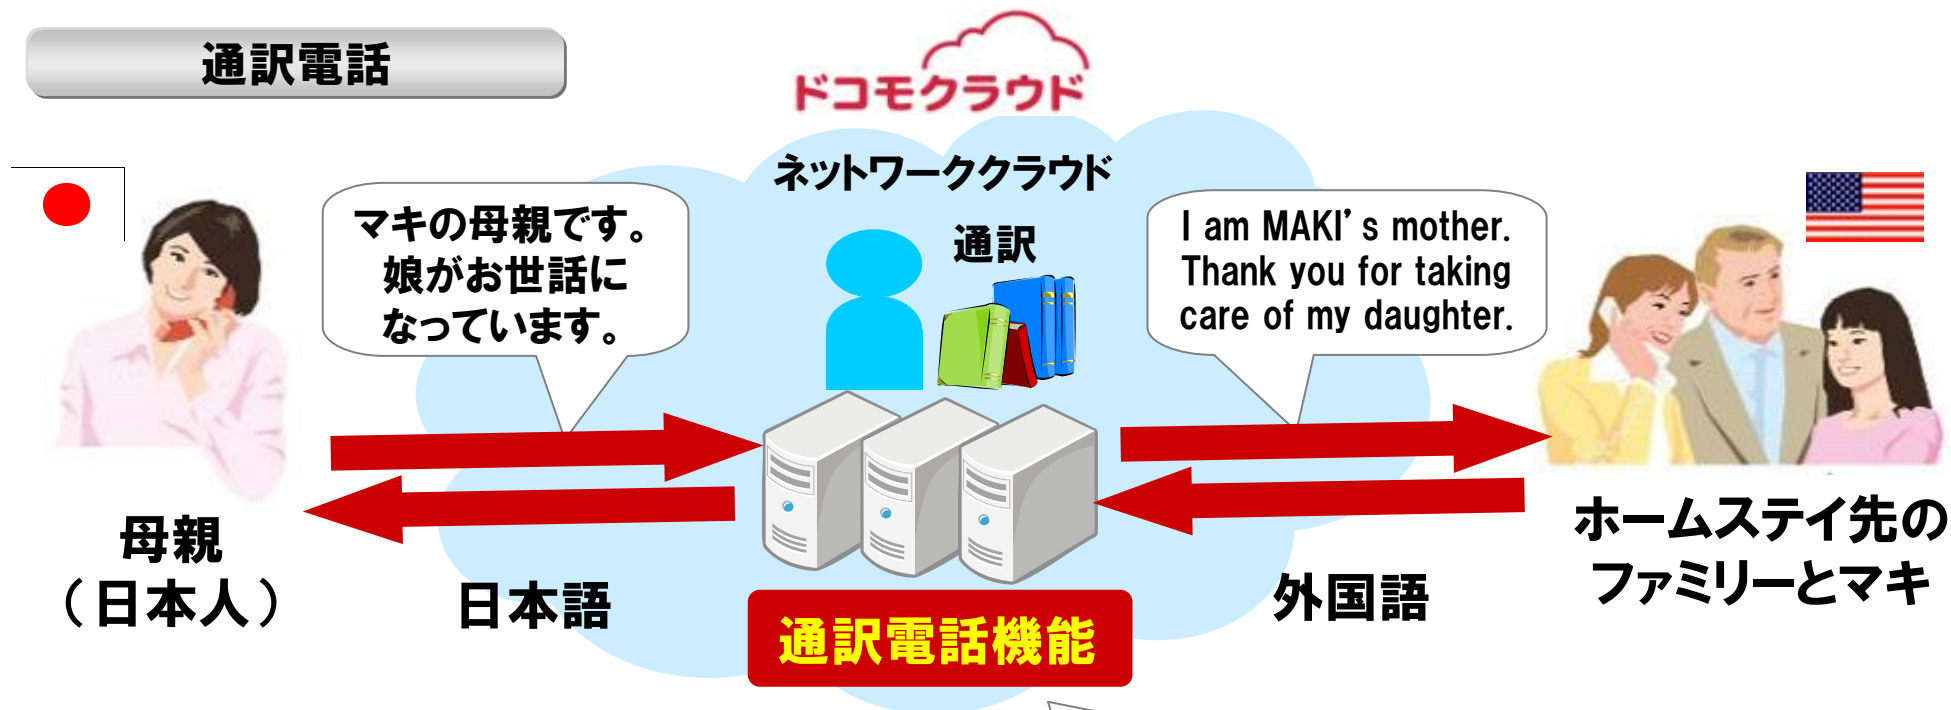 通訳電話
ドコモクラウド
ネットワーククラウド
通訳
マキの母親です。
娘がお世話に
なっています。
I am MAKI’s mother.
Thank you for taking
care of my daughter.
母親
（日本人）
日本語
通訳電話機能
外国語
ホームステイ先の
ファミリーとマキ